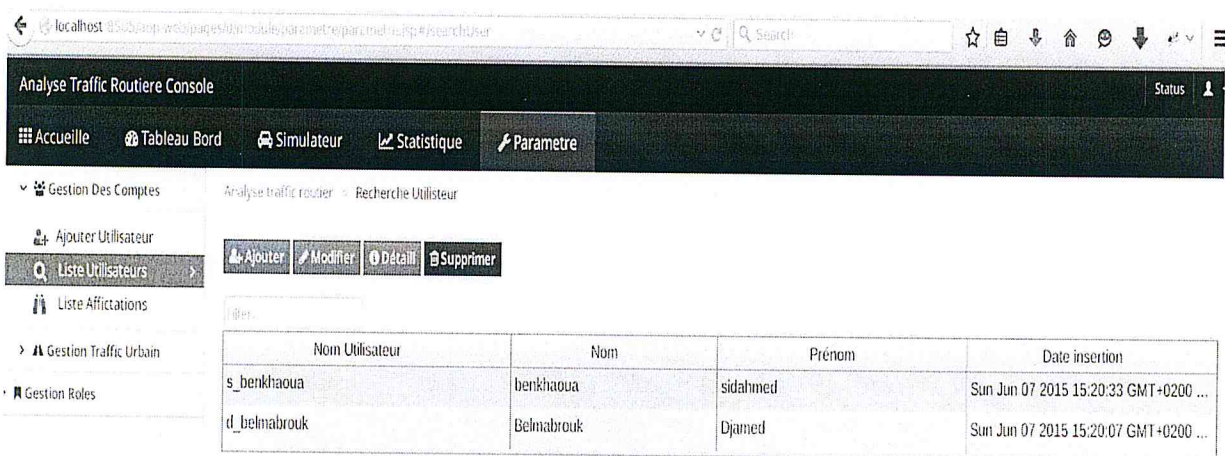 localhost
Search
Analyse Traffic Routiere Console
Status
Accueille Tableau Bord Simulateur Statistique Parametre
Gestion Des Comptes
Analyse traffic routier Recherche Utilisteur
Ajouter Utilisateur
Liste Utilisateurs
Liste Affictations
Gestion Traffic Urbain
Gestion Roles
Ajouter Modifier Détaill Supprimer
Filter...
Nom Utilisateur Nom Prénom Date insertion
s_benkhaoua benkhaoua sidahmed Sun Jun 07 2015 15:20:33 GMT+0200 ...
d_belmabrouk Belmabrouk Djamed Sun Jun 07 2015 15:20:07 GMT+0200 ...